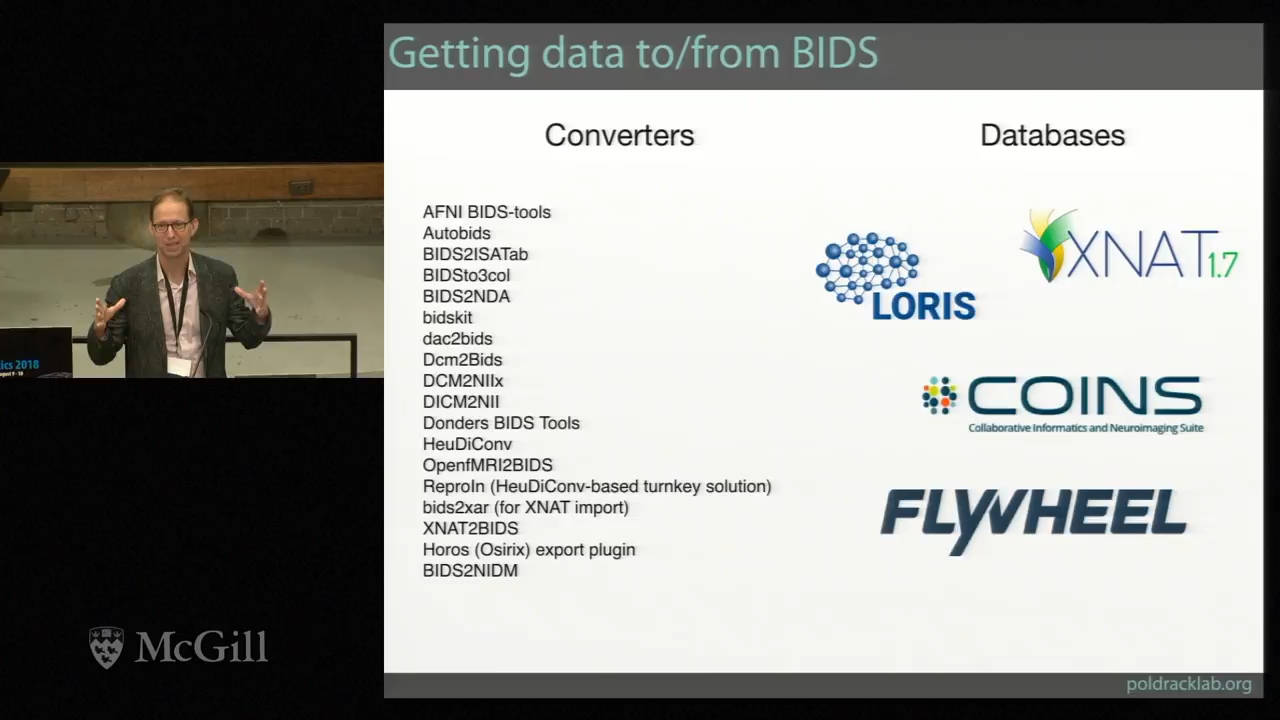 Getting data to/from BIDS
Converters
Databases
AFNI BIDS-tools
Autobids
BIDS2ISATab
BIDSto3col
BIDS2NDA
bidskit
dac2bids
Dcm2Bids
DCM2NIIx
DICM2NII
Donders BIDS Tools
HeuDiConv
OpenfMRI2BIDS
ReproIn (HeuDiConv-based turnkey solution)
bids2xar (for XNAT import)
XNAT2BIDS
Horos (Osirix) export plugin
BIDS2NIDM
LORIS
XNAT 1.7
COINS
Collaborative Informatics and Neuroimaging Suite
FLYWHEEL
poldracklab.org
ics 2018
McGill